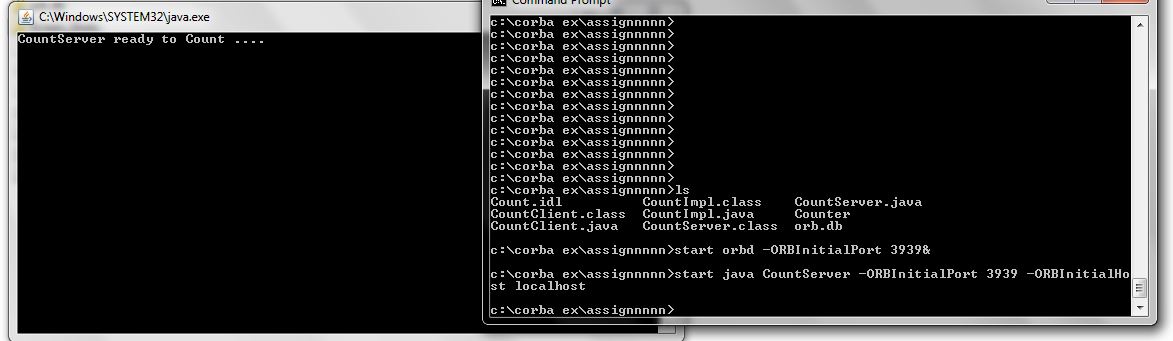 C:\Windows\SYSTEM32\java.exe
CountServer ready to Count ....
Command Prompt
c:\corba ex\assignnnnn>
c:\corba ex\assignnnnn>
c:\corba ex\assignnnnn>
c:\corba ex\assignnnnn>
c:\corba ex\assignnnnn>
c:\corba ex\assignnnnn>
c:\corba ex\assignnnnn>
c:\corba ex\assignnnnn>
c:\corba ex\assignnnnn>
c:\corba ex\assignnnnn>
c:\corba ex\assignnnnn>
c:\corba ex\assignnnnn>
c:\corba ex\assignnnnn>
c:\corba ex\assignnnnn>
c:\corba ex\assignnnnn>ls
Count.idl CountImpl.class CountServer.java
CountClient.class CountImpl.java Counter
CountClient.java CountServer.class orb.db
c:\corba ex\assignnnnn>start orbd -ORBInitialPort 3939&
c:\corba ex\assignnnnn>start java CountServer -ORBInitialPort 3939 -ORBInitialHo
st localhost
c:\corba ex\assignnnnn>